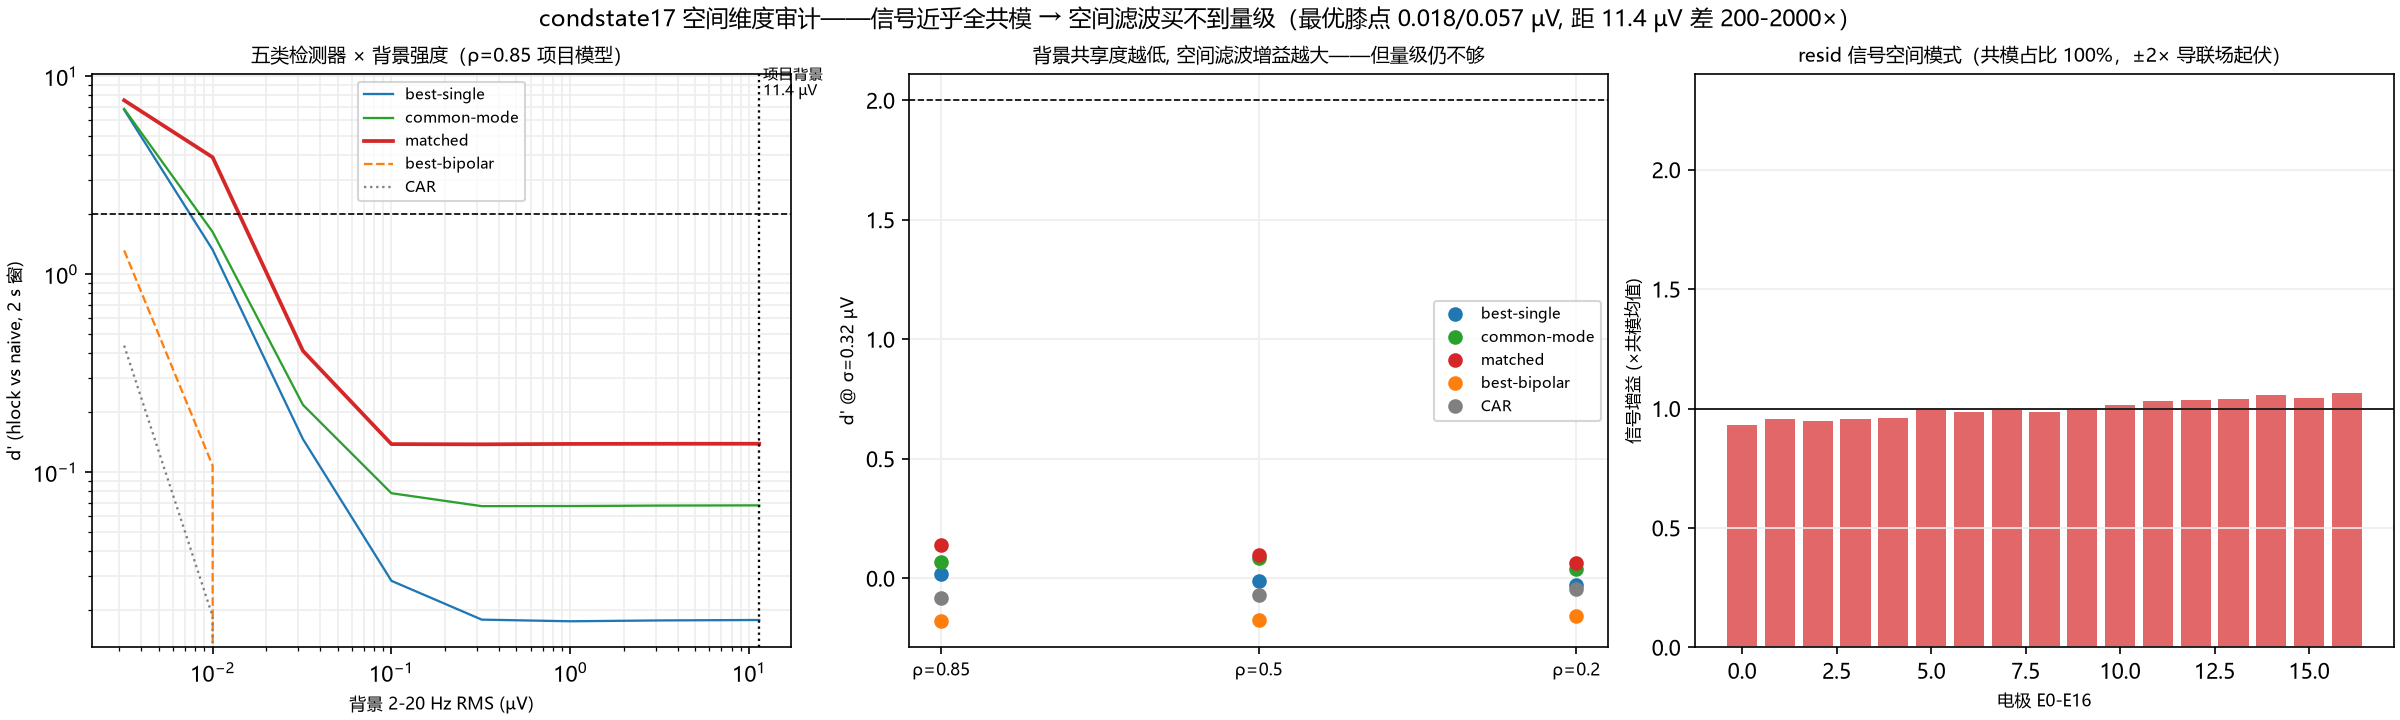 condstate17 空间维度审计——信号近乎全共模 → 空间滤波买不到量级（最优膝点 0.018/0.057 μV, 距 11.4 μV 差 200-2000×）
五类检测器 × 背景强度（ρ=0.85 项目模型）
d' (hlock vs naive, 2 s 窗)
10¹
10⁰
10⁻¹
best-single
common-mode
matched
best-bipolar
CAR
项目背景
11.4 μV
10⁻²
10⁻¹
10⁰
10¹
背景 2-20 Hz RMS (μV)
背景共享度越低, 空间滤波增益越大——但量级仍不够
d' @ σ=0.32 μV
2.0
1.5
1.0
0.5
0.0
best-single
common-mode
matched
best-bipolar
CAR
ρ=0.85
ρ=0.5
ρ=0.2
resid 信号空间模式（共模占比 100%，±2× 导联场起伏）
信号增益 (×共模均值)
2.0
1.5
1.0
0.5
0.0
0.0
2.5
5.0
7.5
10.0
12.5
15.0
电极 E0-E16